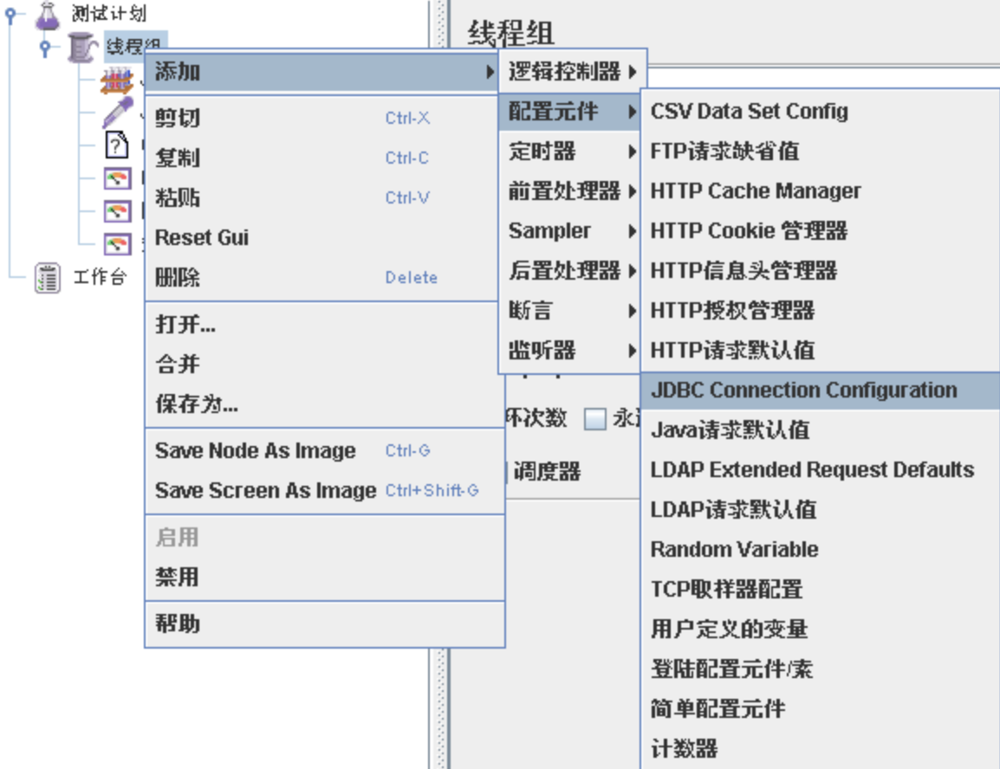 测试计划
线程组
工作台
添加
剪切 Ctrl-X
复制 Ctrl-C
粘贴 Ctrl-V
Reset Gui
删除 Delete
打开...
合并
保存为...
Save Node As Image Ctrl-G
Save Screen As Image Ctrl+Shift-G
启用
禁用
帮助
线程组
逻辑控制器
配置元件
定时器
前置处理器
Sampler
后置处理器
断言
监听器
环次数 永远
调度器
CSV Data Set Config
FTP请求缺省值
HTTP Cache Manager
HTTP Cookie 管理器
HTTP信息头管理器
HTTP授权管理器
HTTP请求默认值
JDBC Connection Configuration
Java请求默认值
LDAP Extended Request Defaults
LDAP请求默认值
Random Variable
TCP取样器配置
用户定义的变量
登陆配置元件/素
简单配置元件
计数器